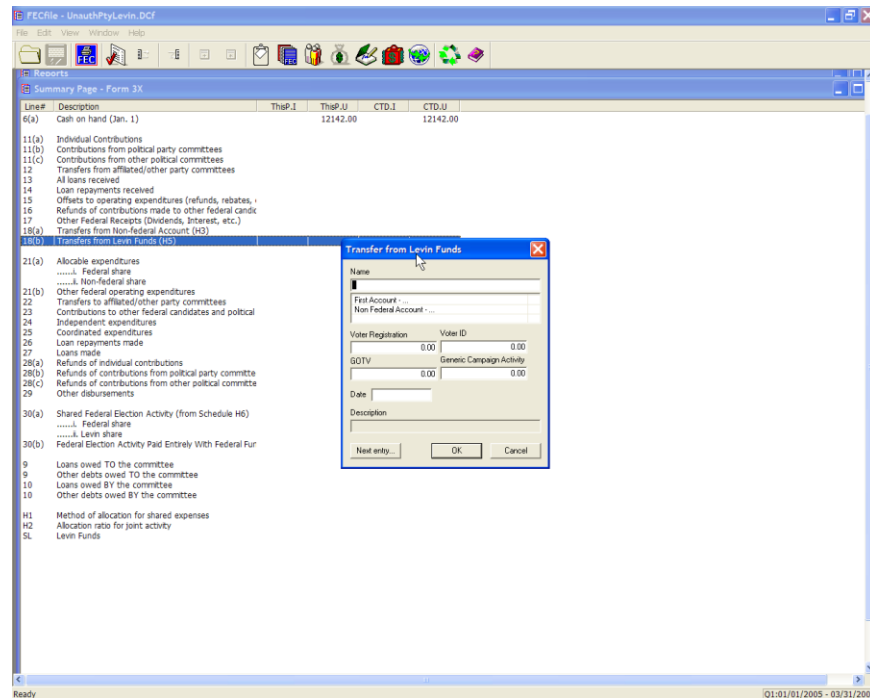 FECfile - UnauthPtyLevin.DCf
File Edit View Window Help
FEC
Reports
Summary Page - Form 3X
Line# Description ThisP.I ThisP.U CTD.I CTD.U
6(a) Cash on hand (Jan. 1) 12142.00 12142.00
11(a) Individual Contributions
11(b) Contributions from political party committees
11(c) Contributions from other political committees
12 Transfers from affiliated/other party committees
13 All loans received
14 Loan repayments received
15 Offsets to operating expenditures (refunds, rebates,
16 Refunds of contributions made to other federal candic
17 Other Federal Receipts (Dividends, Interest, etc.)
18(a) Transfers from Non-federal Account (H3)
18(b) Transfers from Levin Funds (H5)
21(a) Allocable expenditures
......i. Federal share
......ii. Non-federal share
21(b) Other federal operating expenditures
22 Transfers to affiliated/other party committees
23 Contributions to other federal candidates and political
24 Independent expenditures
25 Coordinated expenditures
26 Loan repayments made
27 Loans made
28(a) Refunds of individual contributions
28(b) Refunds of contributions from political party committe
28(c) Refunds of contributions from other political committe
29 Other disbursements
30(a) Shared Federal Election Activity (from Schedule H6)
......i. Federal share
......ii. Levin share
30(b) Federal Election Activity Paid Entirely With Federal Fur
9 Loans owed TO the committee
9 Other debts owed TO the committee
10 Loans owed BY the committee
10 Other debts owed BY the committee
H1 Method of allocation for shared expenses
H2 Allocation ratio for joint activity
SL Levin Funds
Transfer from Levin Funds
Name
First Account - ...
Non Federal Account - ...
Voter Registration Voter ID
0.00 0.00
GOTV Generic Campaign Activity
0.00 0.00
Date
Description
Next entry... OK Cancel
Ready Q1:01/01/2005 - 03/31/200